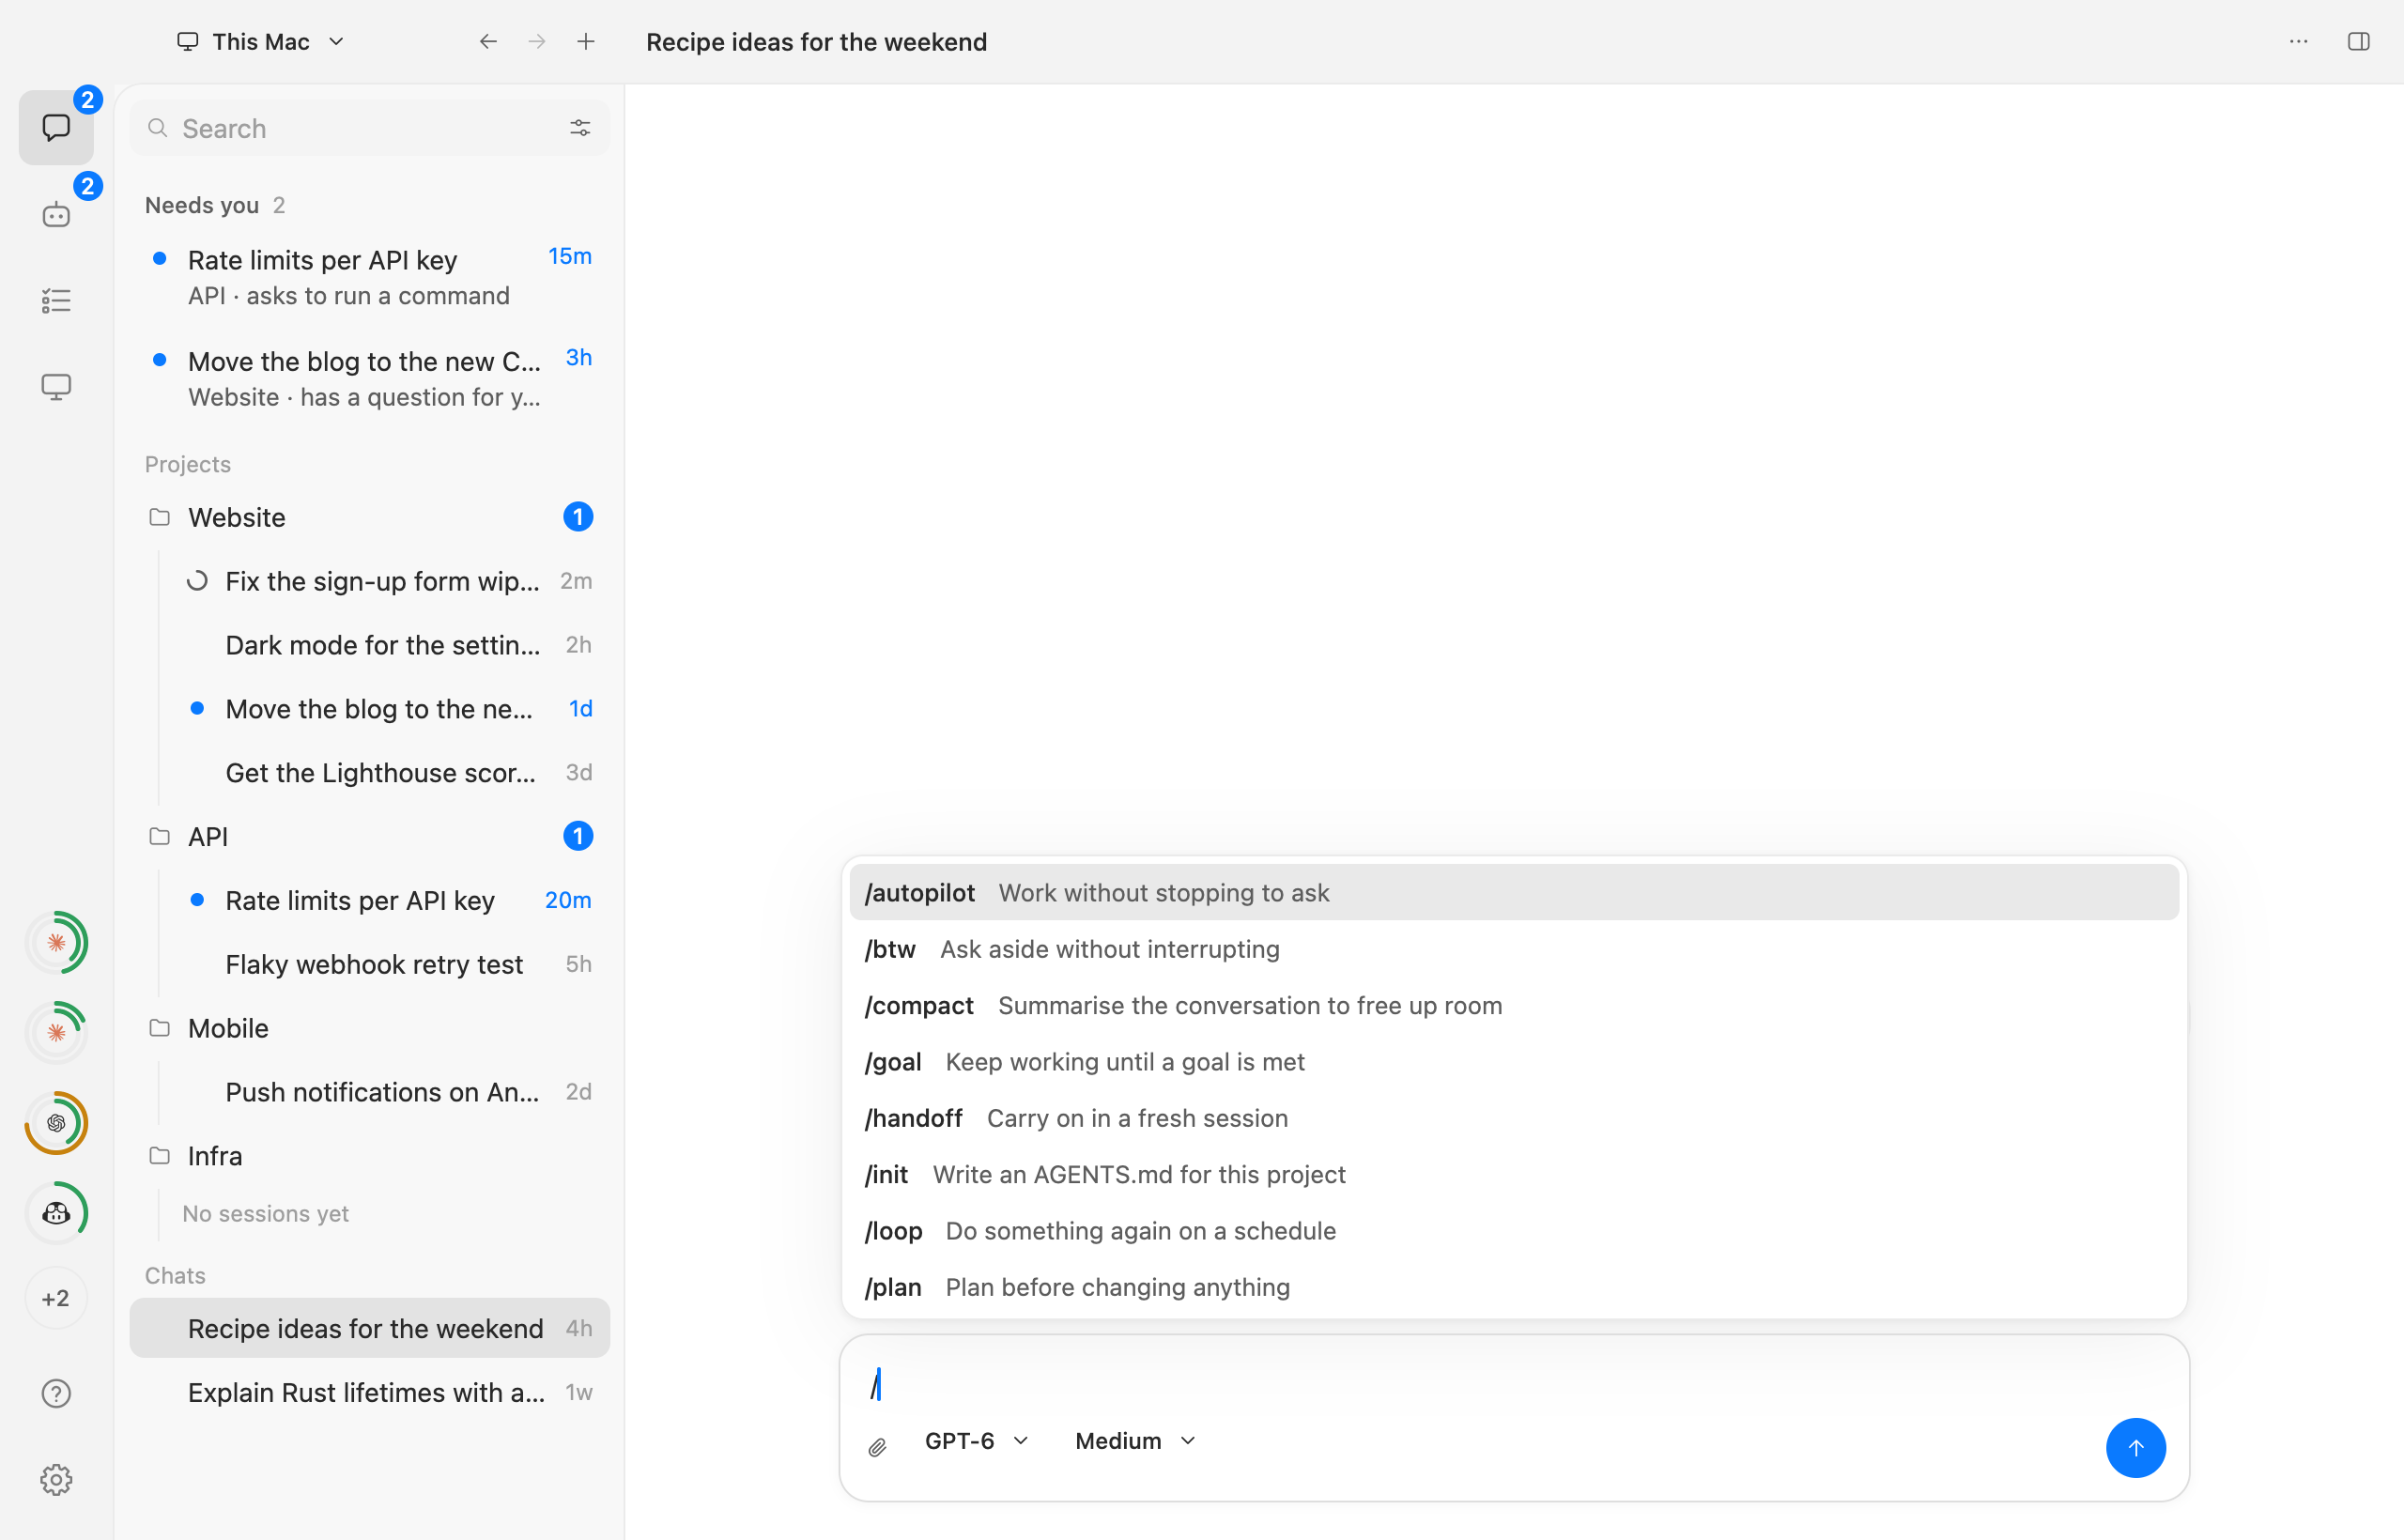 This Mac
Recipe ideas for the weekend
2
2
Search
Needs you 2
Rate limits per API key 15m
API · asks to run a command
Move the blog to the new C... 3h
Website · has a question for y...
Projects
Website 1
Fix the sign-up form wip... 2m
Dark mode for the settin... 2h
Move the blog to the ne... 1d
Get the Lighthouse scor... 3d
API 1
Rate limits per API key 20m
Flaky webhook retry test 5h
Mobile
Push notifications on An... 2d
Infra
No sessions yet
+2
Chats
Recipe ideas for the weekend 4h
Explain Rust lifetimes with a... 1w
/autopilot Work without stopping to ask
/btw Ask aside without interrupting
/compact Summarise the conversation to free up room
/goal Keep working until a goal is met
/handoff Carry on in a fresh session
/init Write an AGENTS.md for this project
/loop Do something again on a schedule
/plan Plan before changing anything
/
GPT-6 Medium